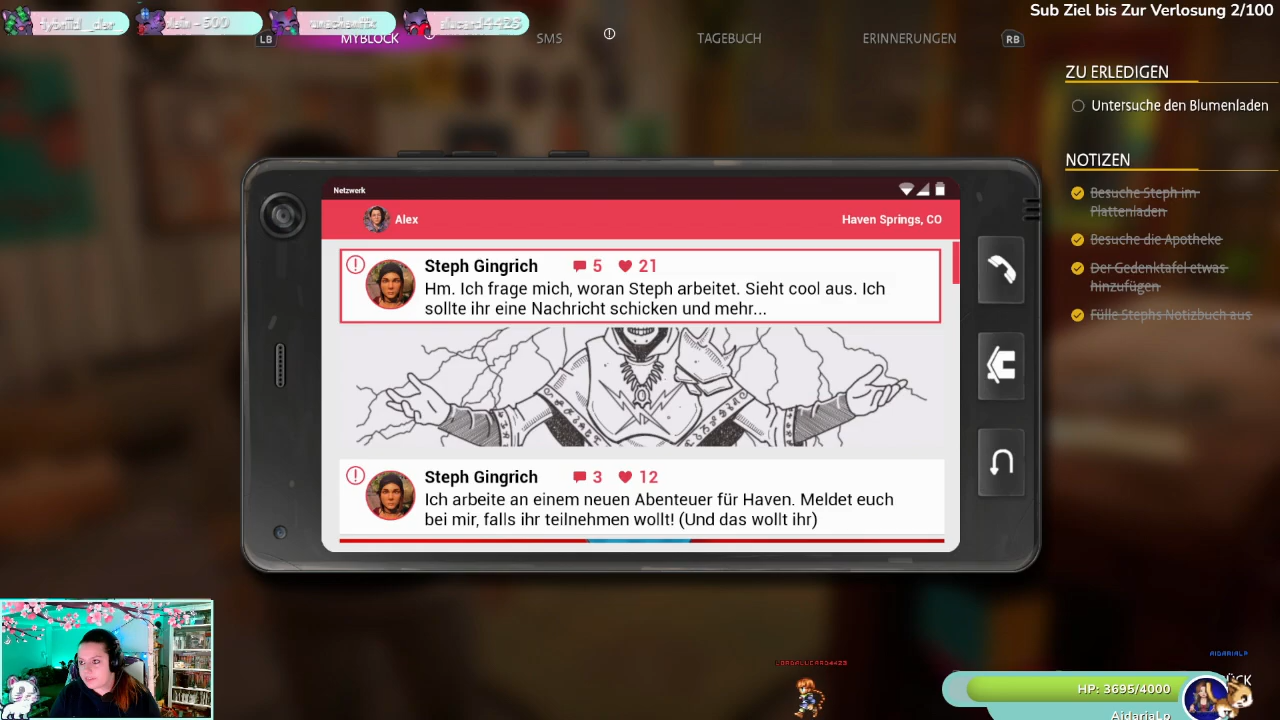 Sub Ziel bis Zur Verlosung 2/100
LB
MYBLOCK
SMS
TAGEBUCH
ERINNERUNGEN
RB
ZU ERLEDIGEN
Untersuche den Blumenladen
NOTIZEN
Besuche Steph im
Plattenladen
Besuche die Apotheke
Der Gedenktafel etwas
hinzufügen
Fülle Stephs Notizbuch aus
Netzwerk
Alex
Haven Springs, CO
Steph Gingrich 5 21
Hm. Ich frage mich, woran Steph arbeitet. Sieht cool aus. Ich
sollte ihr eine Nachricht schicken und mehr...
Steph Gingrich 3 12
Ich arbeite an einem neuen Abenteuer für Haven. Meldet euch
bei mir, falls ihr teilnehmen wollt! (Und das wollt ihr)
LORDALLICARD4423
AIDARIALP
HP: 3695/4000
AidariaLp